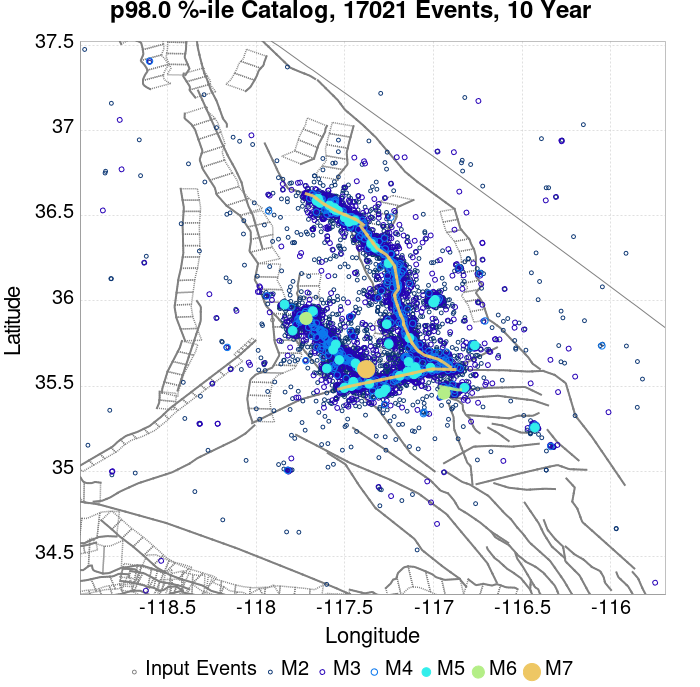 p98.0 %-ile Catalog, 17021 Events, 10 Year
37.5
37
36.5
36
35.5
35
34.5
Latitude
-118.5 -118 -117.5 -117 -116.5 -116
Longitude
Input Events M2 M3 M4 M5 M6 M7